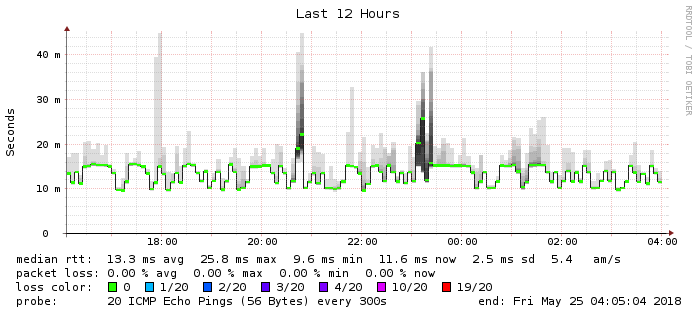 Last 12 Hours
RRDTOOL / TOBI OETIKER
Seconds
40 m
30 m
20 m
10 m
0
18:00 20:00 22:00 00:00 02:00 04:00
median rtt: 13.3 ms avg 25.8 ms max 9.6 ms min 11.6 ms now 2.5 ms sd 5.4 am/s
packet loss: 0.00 % avg 0.00 % max 0.00 % min 0.00 % now
loss color: 0 1/20 2/20 3/20 4/20 10/20 19/20
probe: 20 ICMP Echo Pings (56 Bytes) every 300s end: Fri May 25 04:05:04 2018